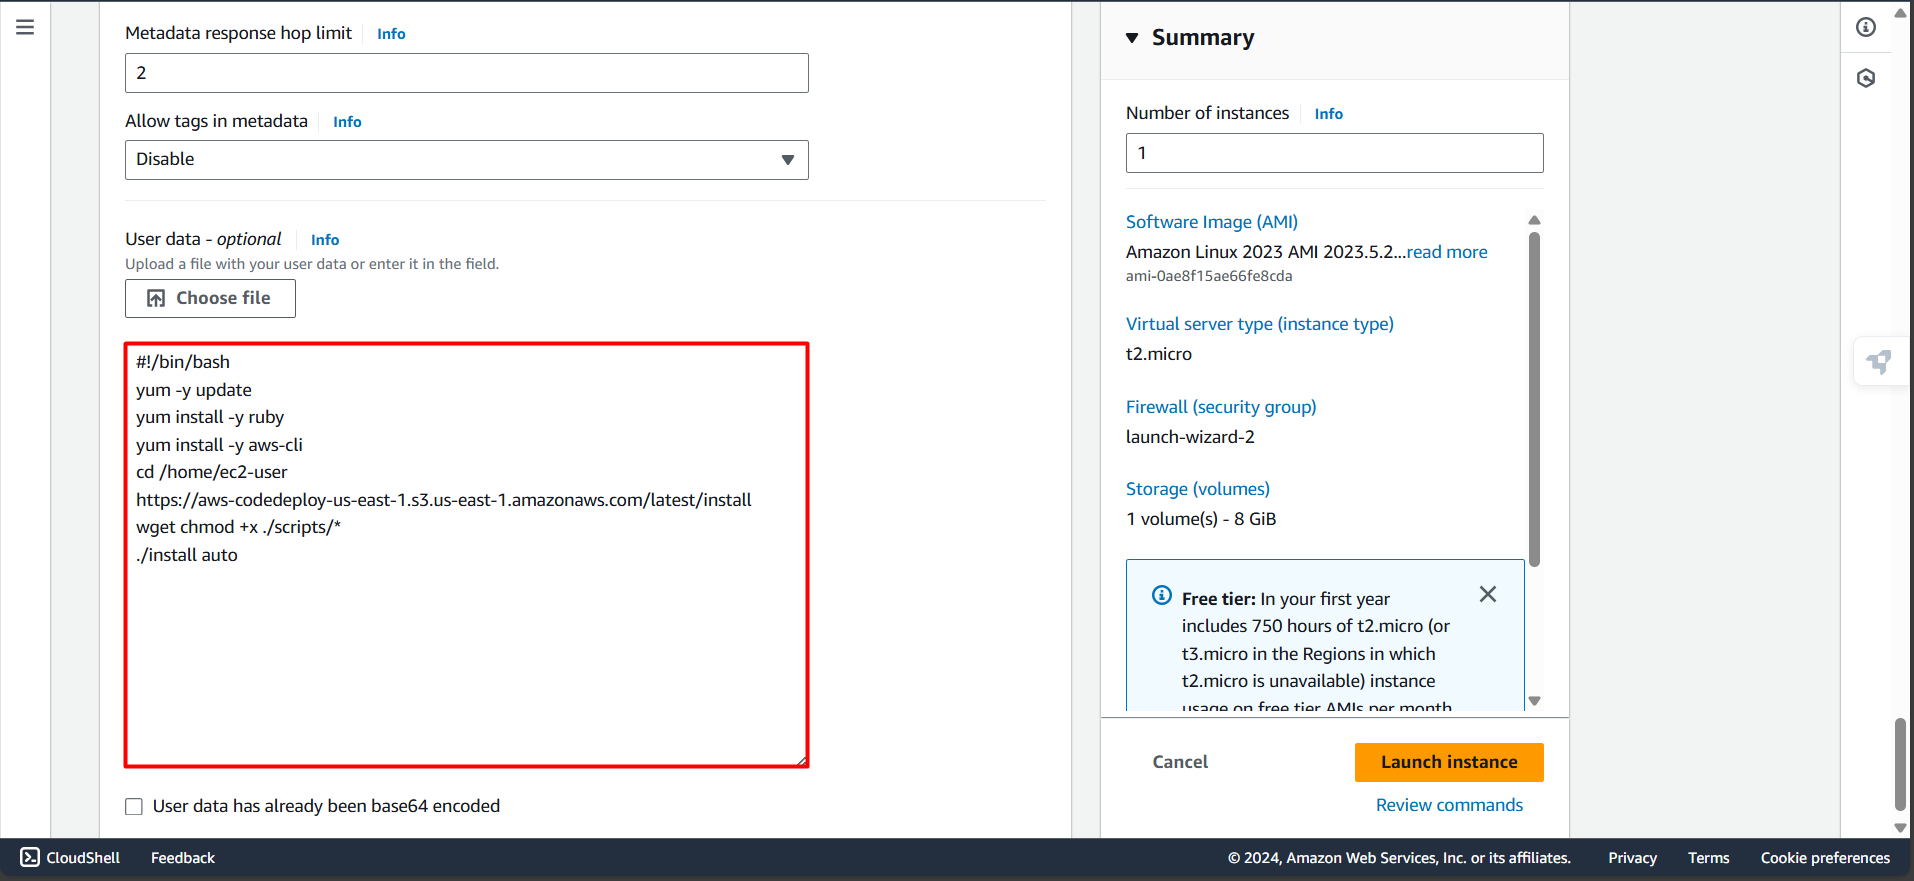 Metadata response hop limit Info
2
Allow tags in metadata Info
Disable
User data - optional Info
Upload a file with your user data or enter it in the field.
Choose file
#!/bin/bash
yum -y update
yum install -y ruby
yum install -y aws-cli
cd /home/ec2-user
https://aws-codedeploy-us-east-1.s3.us-east-1.amazonaws.com/latest/install
wget chmod +x ./scripts/*
./install auto
User data has already been base64 encoded
Summary
Number of instances Info
1
Software Image (AMI)
Amazon Linux 2023 AMI 2023.5.2...read more
ami-0ae8f15ae66fe8cda
Virtual server type (instance type)
t2.micro
Firewall (security group)
launch-wizard-2
Storage (volumes)
1 volume(s) - 8 GiB
Free tier: In your first year
includes 750 hours of t2.micro (or
t3.micro in the Regions in which
t2.micro is unavailable) instance
usage on free tier AMIs per month
Cancel
Launch instance
Review commands
CloudShell Feedback © 2024, Amazon Web Services, Inc. or its affiliates. Privacy Terms Cookie preferences